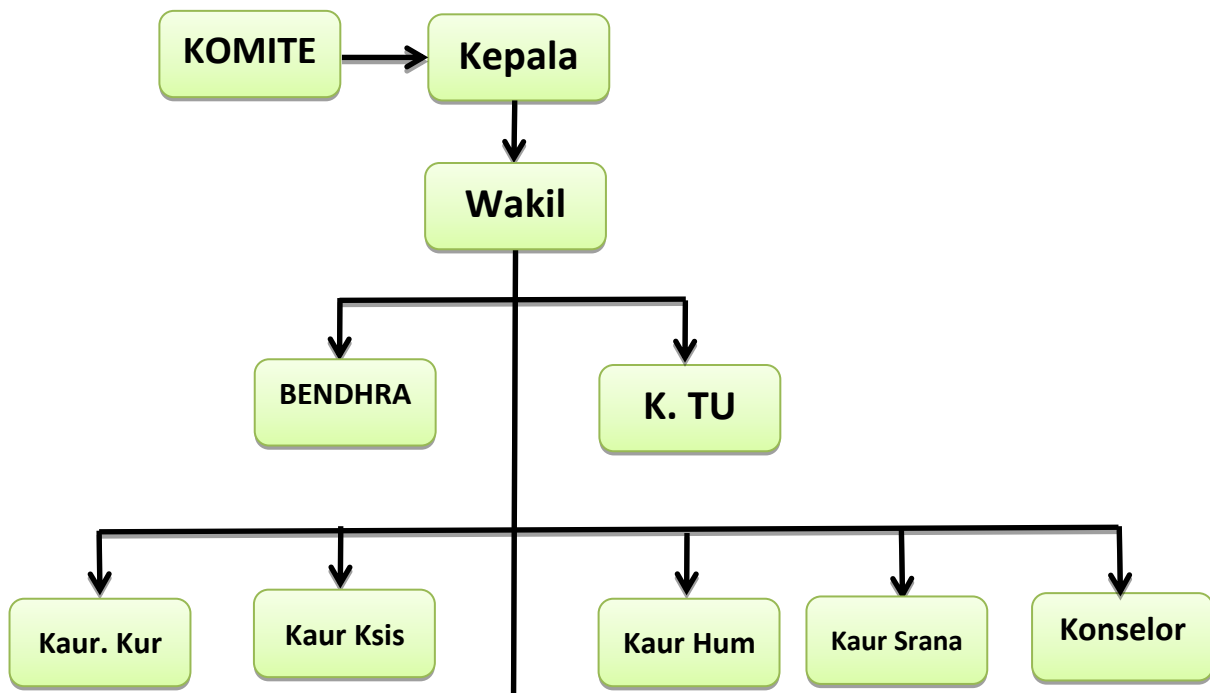 KOMITE
Kepala
Wakil
BENDHRA
K. TU
Kaur. Kur
Kaur Ksis
Kaur Hum
Kaur Srana
Konselor